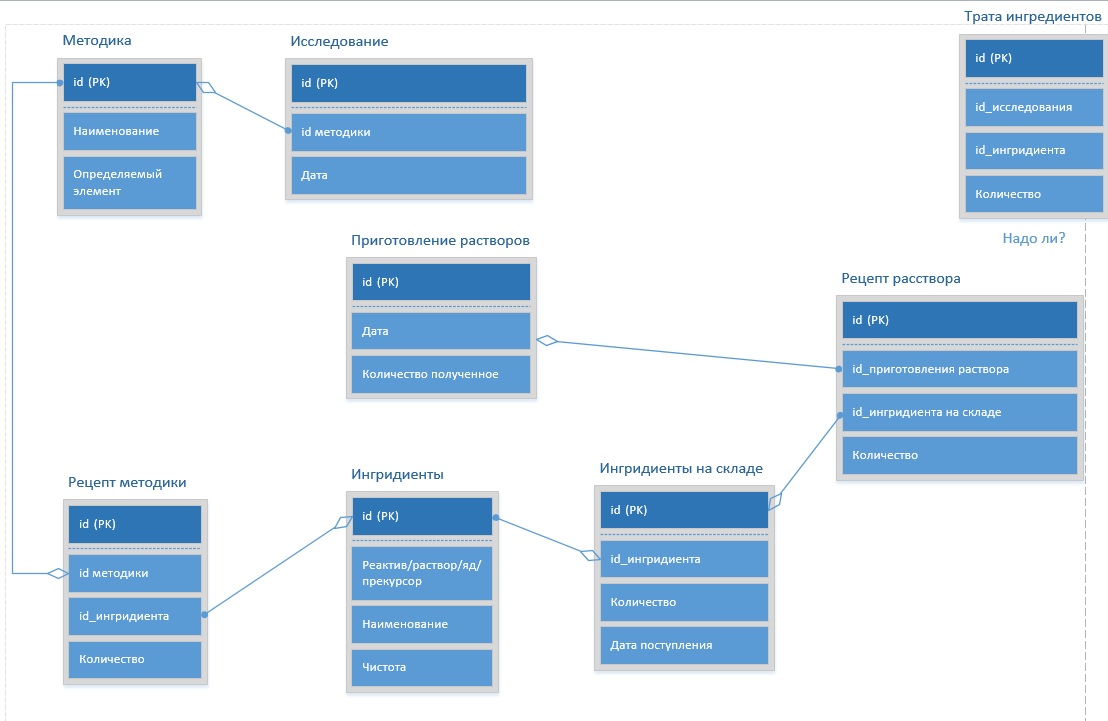 Трата ингредиентов
id (PK)
id_исследования
id_ингридиента
Количество
Надо ли?
Методика
id (PK)
Наименование
Определяемый
элемент
Исследование
id (PK)
id методики
Дата
Приготовление растворов
id (PK)
Дата
Количество полученное
Рецепт расствора
id (PK)
id_приготовления раствора
id_ингридиента на складе
Количество
Рецепт методики
id (PK)
id методики
id_ингридиента
Количество
Ингридиенты
id (PK)
Реактив/раствор/яд/
прекурсор
Наименование
Чистота
Ингридиенты на складе
id (PK)
id_ингридиента
Количество
Дата поступления